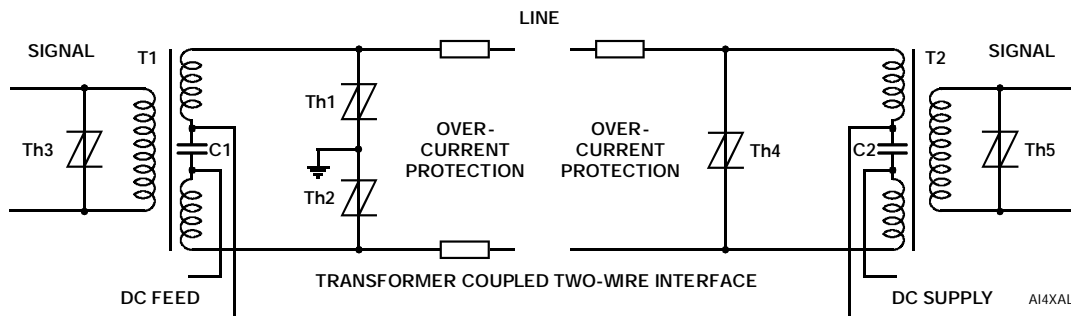 LINE
SIGNAL
T1
T2
SIGNAL
Th1
Th3
C1
OVER-
CURRENT
PROTECTION
OVER-
CURRENT
PROTECTION
Th4
C2
Th5
Th2
TRANSFORMER COUPLED TWO-WIRE INTERFACE
DC FEED
DC SUPPLY
AI4XAL